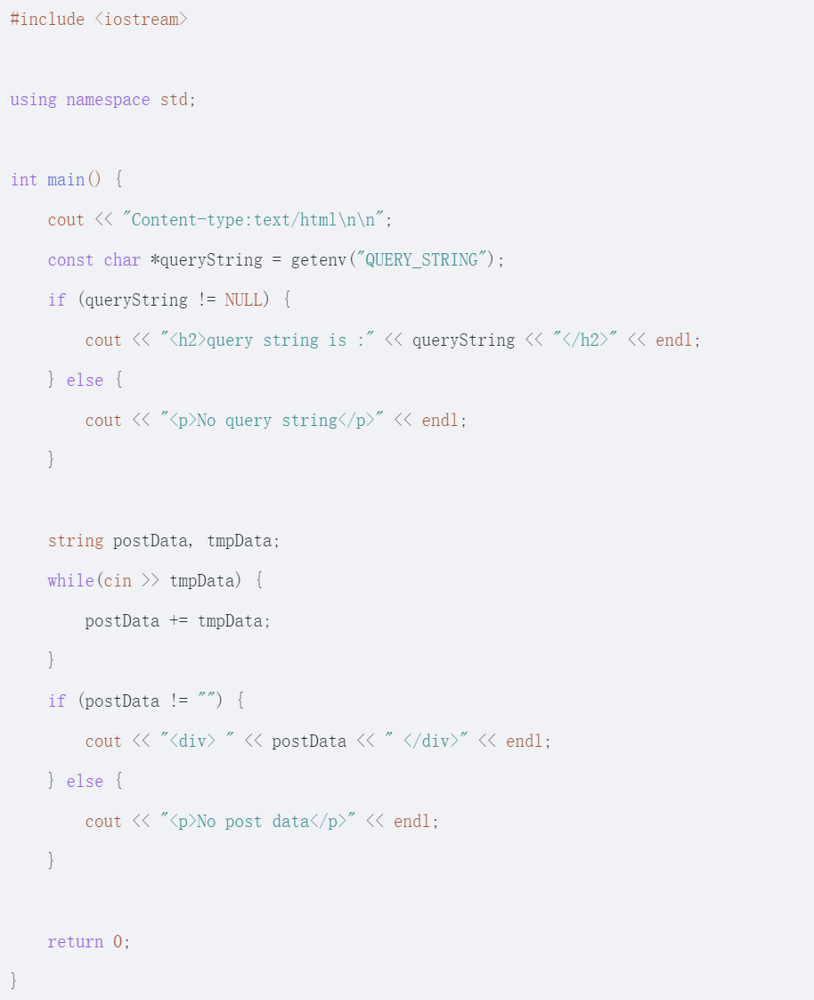 #include <iostream>
using namespace std;
int main() {
    cout << "Content-type:text/html\n\n";
    const char *queryString = getenv("QUERY_STRING");
    if (queryString != NULL) {
        cout << "<h2>query string is :" << queryString << "</h2>" << endl;
    } else {
        cout << "<p>No query string</p>" << endl;
    }
    string postData, tmpData;
    while(cin >> tmpData) {
        postData += tmpData;
    }
    if (postData != "") {
        cout << "<div> " << postData << " </div>" << endl;
    } else {
        cout << "<p>No post data</p>" << endl;
    }
    return 0;
}